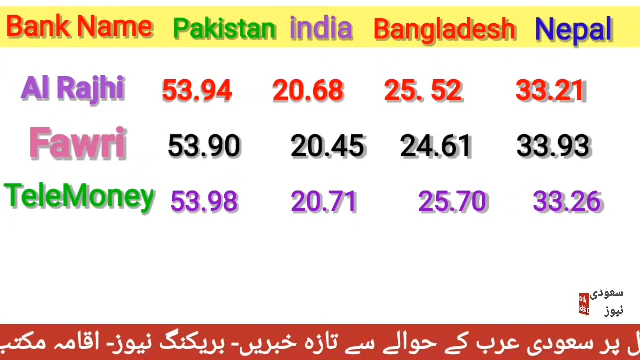 Bank Name Pakistan india Bangladesh Nepal
Al Rajhi 53.94 20.68 25. 52 33.21
Fawri 53.90 20.45 24.61 33.93
TeleMoney 53.98 20.71 25.70 33.26
سعودی
نیوز
ل پر سعودی عرب کے حوالے سے تازہ خبریں- بریکنگ نیوز- اقامہ مکتب